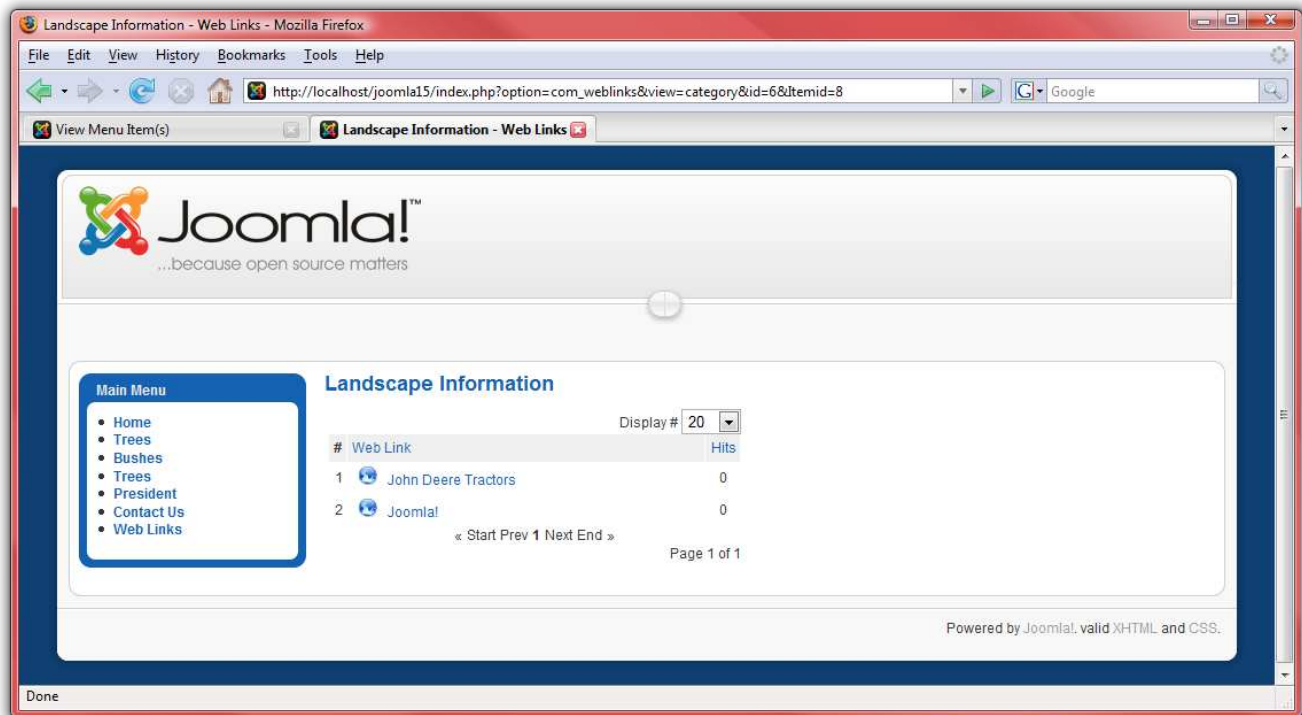 Landscape Information - Web Links - Mozilla Firefox
File Edit View History Bookmarks Tools Help
http://localhost/joomla15/index.php?option=com_weblinks&view=category&id=6&Itemid=8
G Google
View Menu Item(s)
Landscape Information - Web Links
Joomla!™
...because open source matters
Main Menu
Home
Trees
Bushes
Trees
President
Contact Us
Web Links
Landscape Information
Display # 20
# Web Link Hits
1 John Deere Tractors 0
2 Joomla! 0
« Start Prev 1 Next End »
Page 1 of 1
Powered by Joomla!. valid XHTML and CSS.
Done